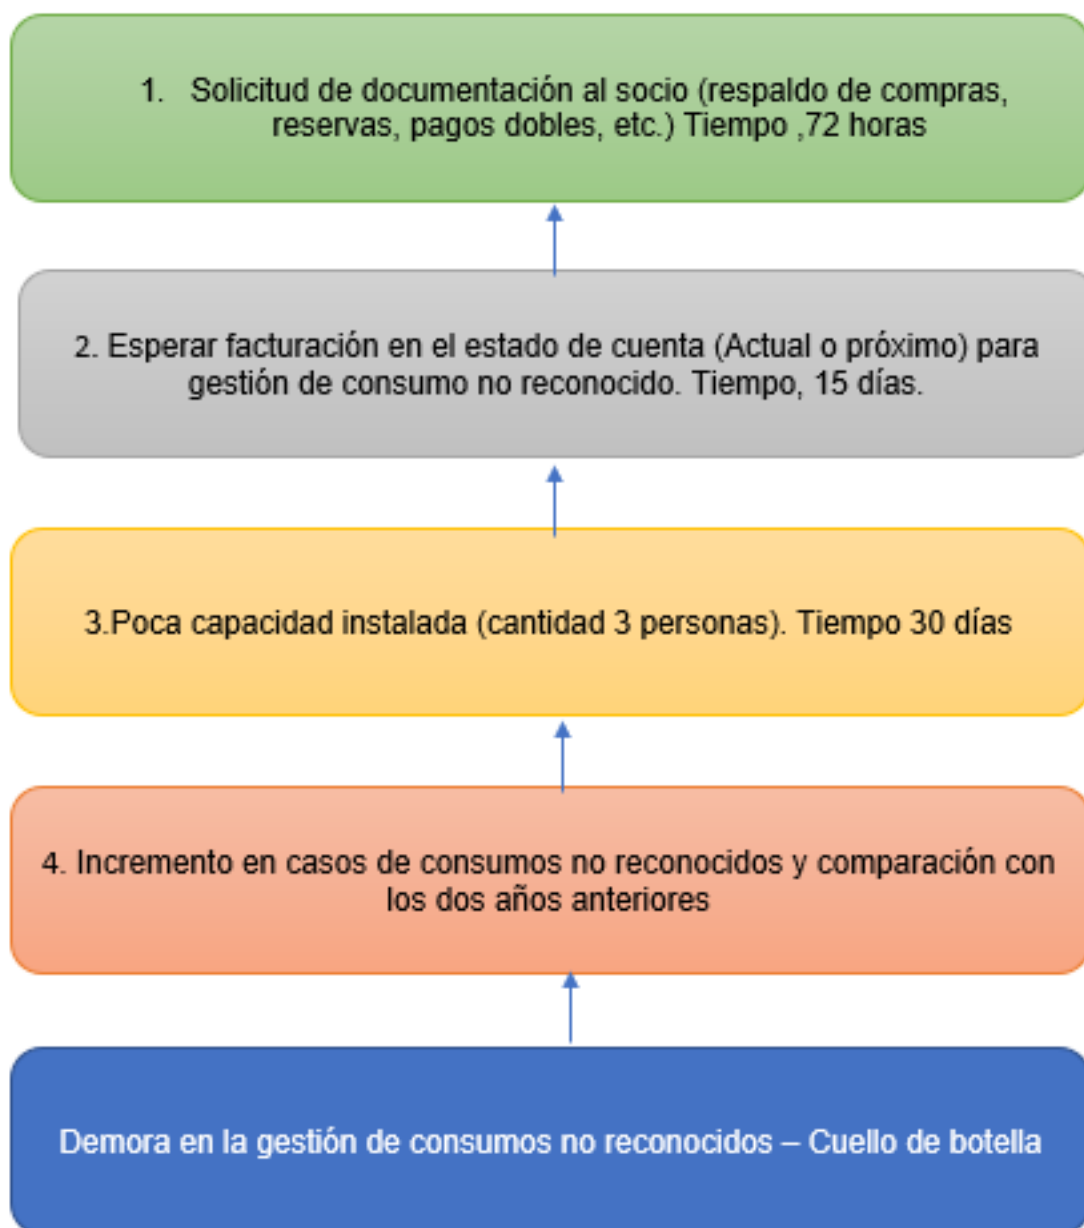 1. Solicitud de documentación al socio (respaldo de compras,
reservas, pagos dobles, etc.) Tiempo ,72 horas
2. Esperar facturación en el estado de cuenta (Actual o próximo) para
gestión de consumo no reconocido. Tiempo, 15 días.
3.Poca capacidad instalada (cantidad 3 personas). Tiempo 30 días
4. Incremento en casos de consumos no reconocidos y comparación con
los dos años anteriores
Demora en la gestión de consumos no reconocidos – Cuello de botella